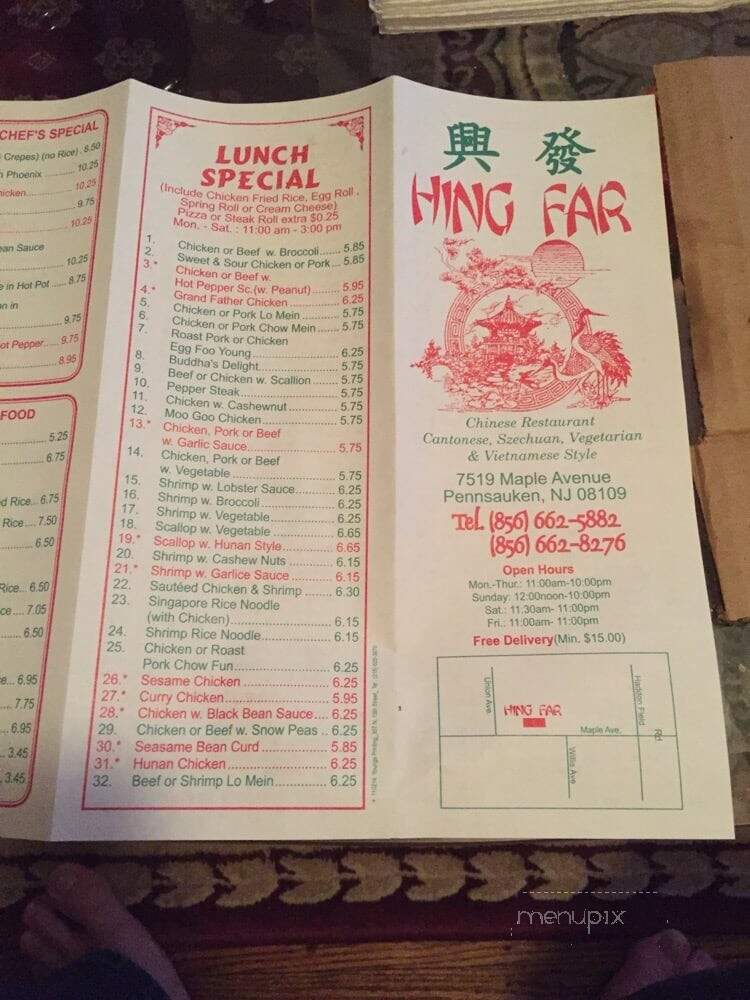 CHEF'S SPECIAL
Crepes) (no Rice) . 8.50
Phoenix .......... 10.25
10.25
9.75
10.25
ean Sauce
10.25
e in Hot Pot ..... 8.75
n in
9.75
ot Pepper..... 9.75
8.95
FOOD
5.25
6.75
d Rice... 6.75
Rice.... 7.50
6.50
Rice... 6.50
ce .... 7.05
6.50
e... 6.95
7.75
6.95
3.45
3.45
LUNCH
SPECIAL
(Include Chicken Fried Rice, Egg Roll ,
Spring Roll or Cream Cheese)
Pizza or Steak Roll extra $0.25
Mon. - Sat. : 11:00 am - 3:00 pm
1. Chicken or Beef w. Broccoli....... 5.85
2. Sweet & Sour Chicken or Pork... 5.85
3.* Chicken or Beef w.
Hot Pepper Sc.(w. Peanut)....... 5.95
4.* Grand Father Chicken ............ 6.25
5. Chicken or Pork Lo Mein ......... 5.75
6. Chicken or Pork Chow Mein ...... 5.75
7. Roast Pork or Chicken
Egg Foo Young..................... 6.25
8. Buddha's Delight................... 5.75
9. Beef or Chicken w. Scallion ...... 5.75
10. Pepper Steak....................... 5.75
11. Chicken w. Cashewnut ............ 5.75
12. Moo Goo Chicken.................. 5.75
13.* Chicken, Pork or Beef
w. Garlic Sauce.................... 5.75
14. Chicken, Pork or Beef
w. Vegetable ....................... 5.75
15. Shrimp w. Lobster Sauce......... 6.25
16. Shrimp w. Broccoli................. 6.25
17. Shrimp w. Vegetable .............. 6.25
18. Scallop w. Vegetable .............. 6.65
19.* Scallop w. Hunan Style............ 6.65
20. Shrimp w. Cashew Nuts .......... 6.15
21.* Shrimp w. Garlice Sauce ......... 6.15
22. Sautéed Chicken & Shrimp ....... 6.30
23. Singapore Rice Noodle
(with Chicken)...................... 6.15
24. Shrimp Rice Noodle................ 6.15
25. Chicken or Roast
Pork Chow Fun..................... 6.25
26.* Sesame Chicken ................... 6.25
27.* Curry Chicken...................... 5.95
28.* Chicken w. Black Bean Sauce.... 6.25
29. Chicken or Beef w. Snow Peas .. 6.25
30.* Seasame Bean Curd .............. 5.85
31.* Hunan Chicken..................... 6.25
32. Beef or Shrimp Lo Mein........... 6.25
興 發
HING FAR
Chinese Restaurant
Cantonese, Szechuan, Vegetarian
& Vietnamese Style
7519 Maple Avenue
Pennsauken, NJ 08109
Tel. (856) 662-5882
(856) 662-8276
Open Hours
Mon.-Thur.: 11:00am-10:00pm
Sunday: 12:00noon-10:00pm
Sat.: 11.30am- 11:00pm
Fri.: 11:00am- 11:00pm
Free Delivery(Min. $15.00)
Union Ave.
HING FAR
Maple Ave.
Haddon Field
Rd
Willis Ave.
menupix